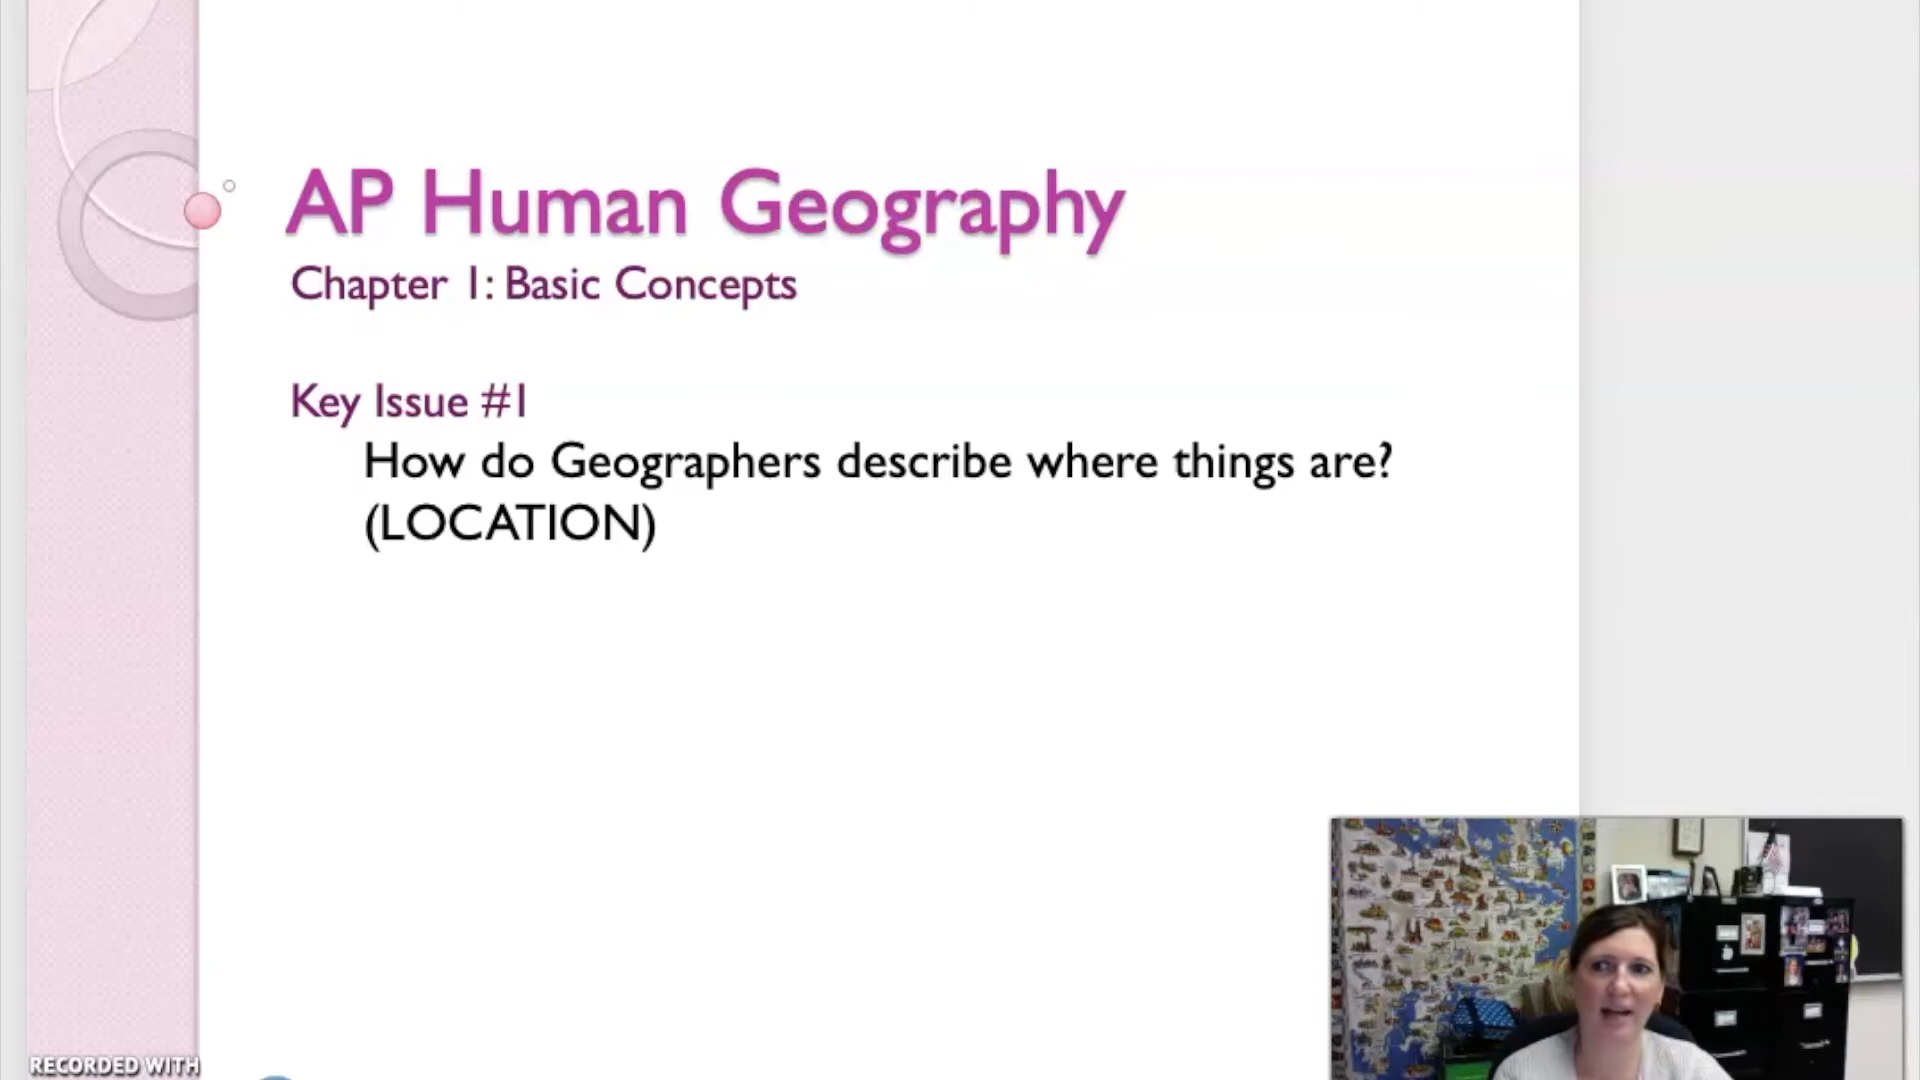 AP Human Geography
Chapter 1: Basic Concepts
Key Issue #1
How do Geographers describe where things are?
(LOCATION)
RECORDED WITH